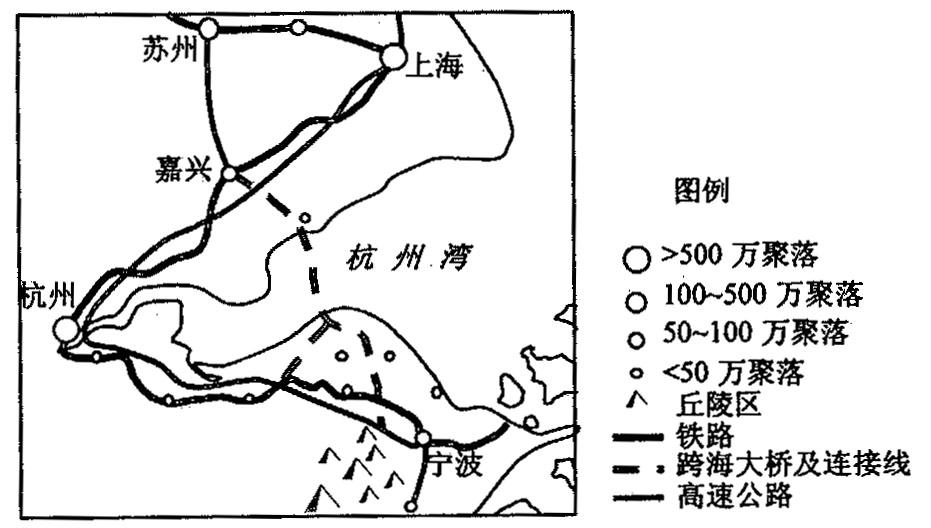 苏州
上海
嘉兴
杭州湾
杭州
宁波
图例
>500 万聚落
100~500 万聚落
50~100 万聚落
<50 万聚落
丘陵区
铁路
跨海大桥及连接线
高速公路